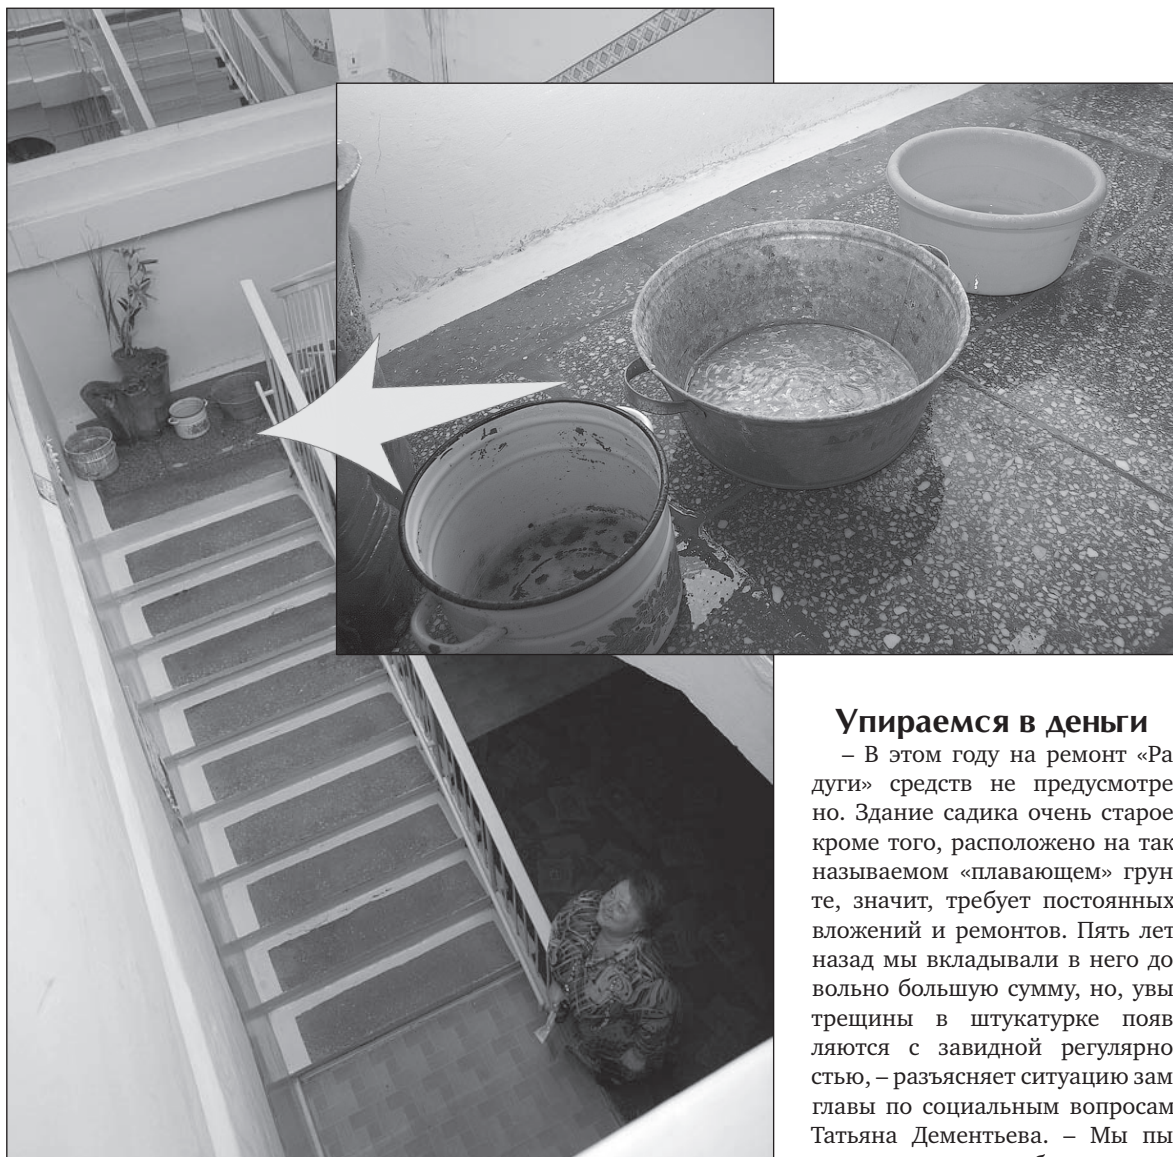 Упираемся в деньги
– В этом году на ремонт «Ра
дуги» средств не предусмотре
но. Здание садика очень старое
кроме того, расположено на так
называемом «плавающем» грун
те, значит, требует постоянных
вложений и ремонтов. Пять лет
назад мы вкладывали в него до
вольно большую сумму, но, увы
трещины в штукатурке появ
ляются с завидной регулярно
стью, – разъясняет ситуацию зам
главы по социальным вопросам
Татьяна Дементьева. – Мы пы